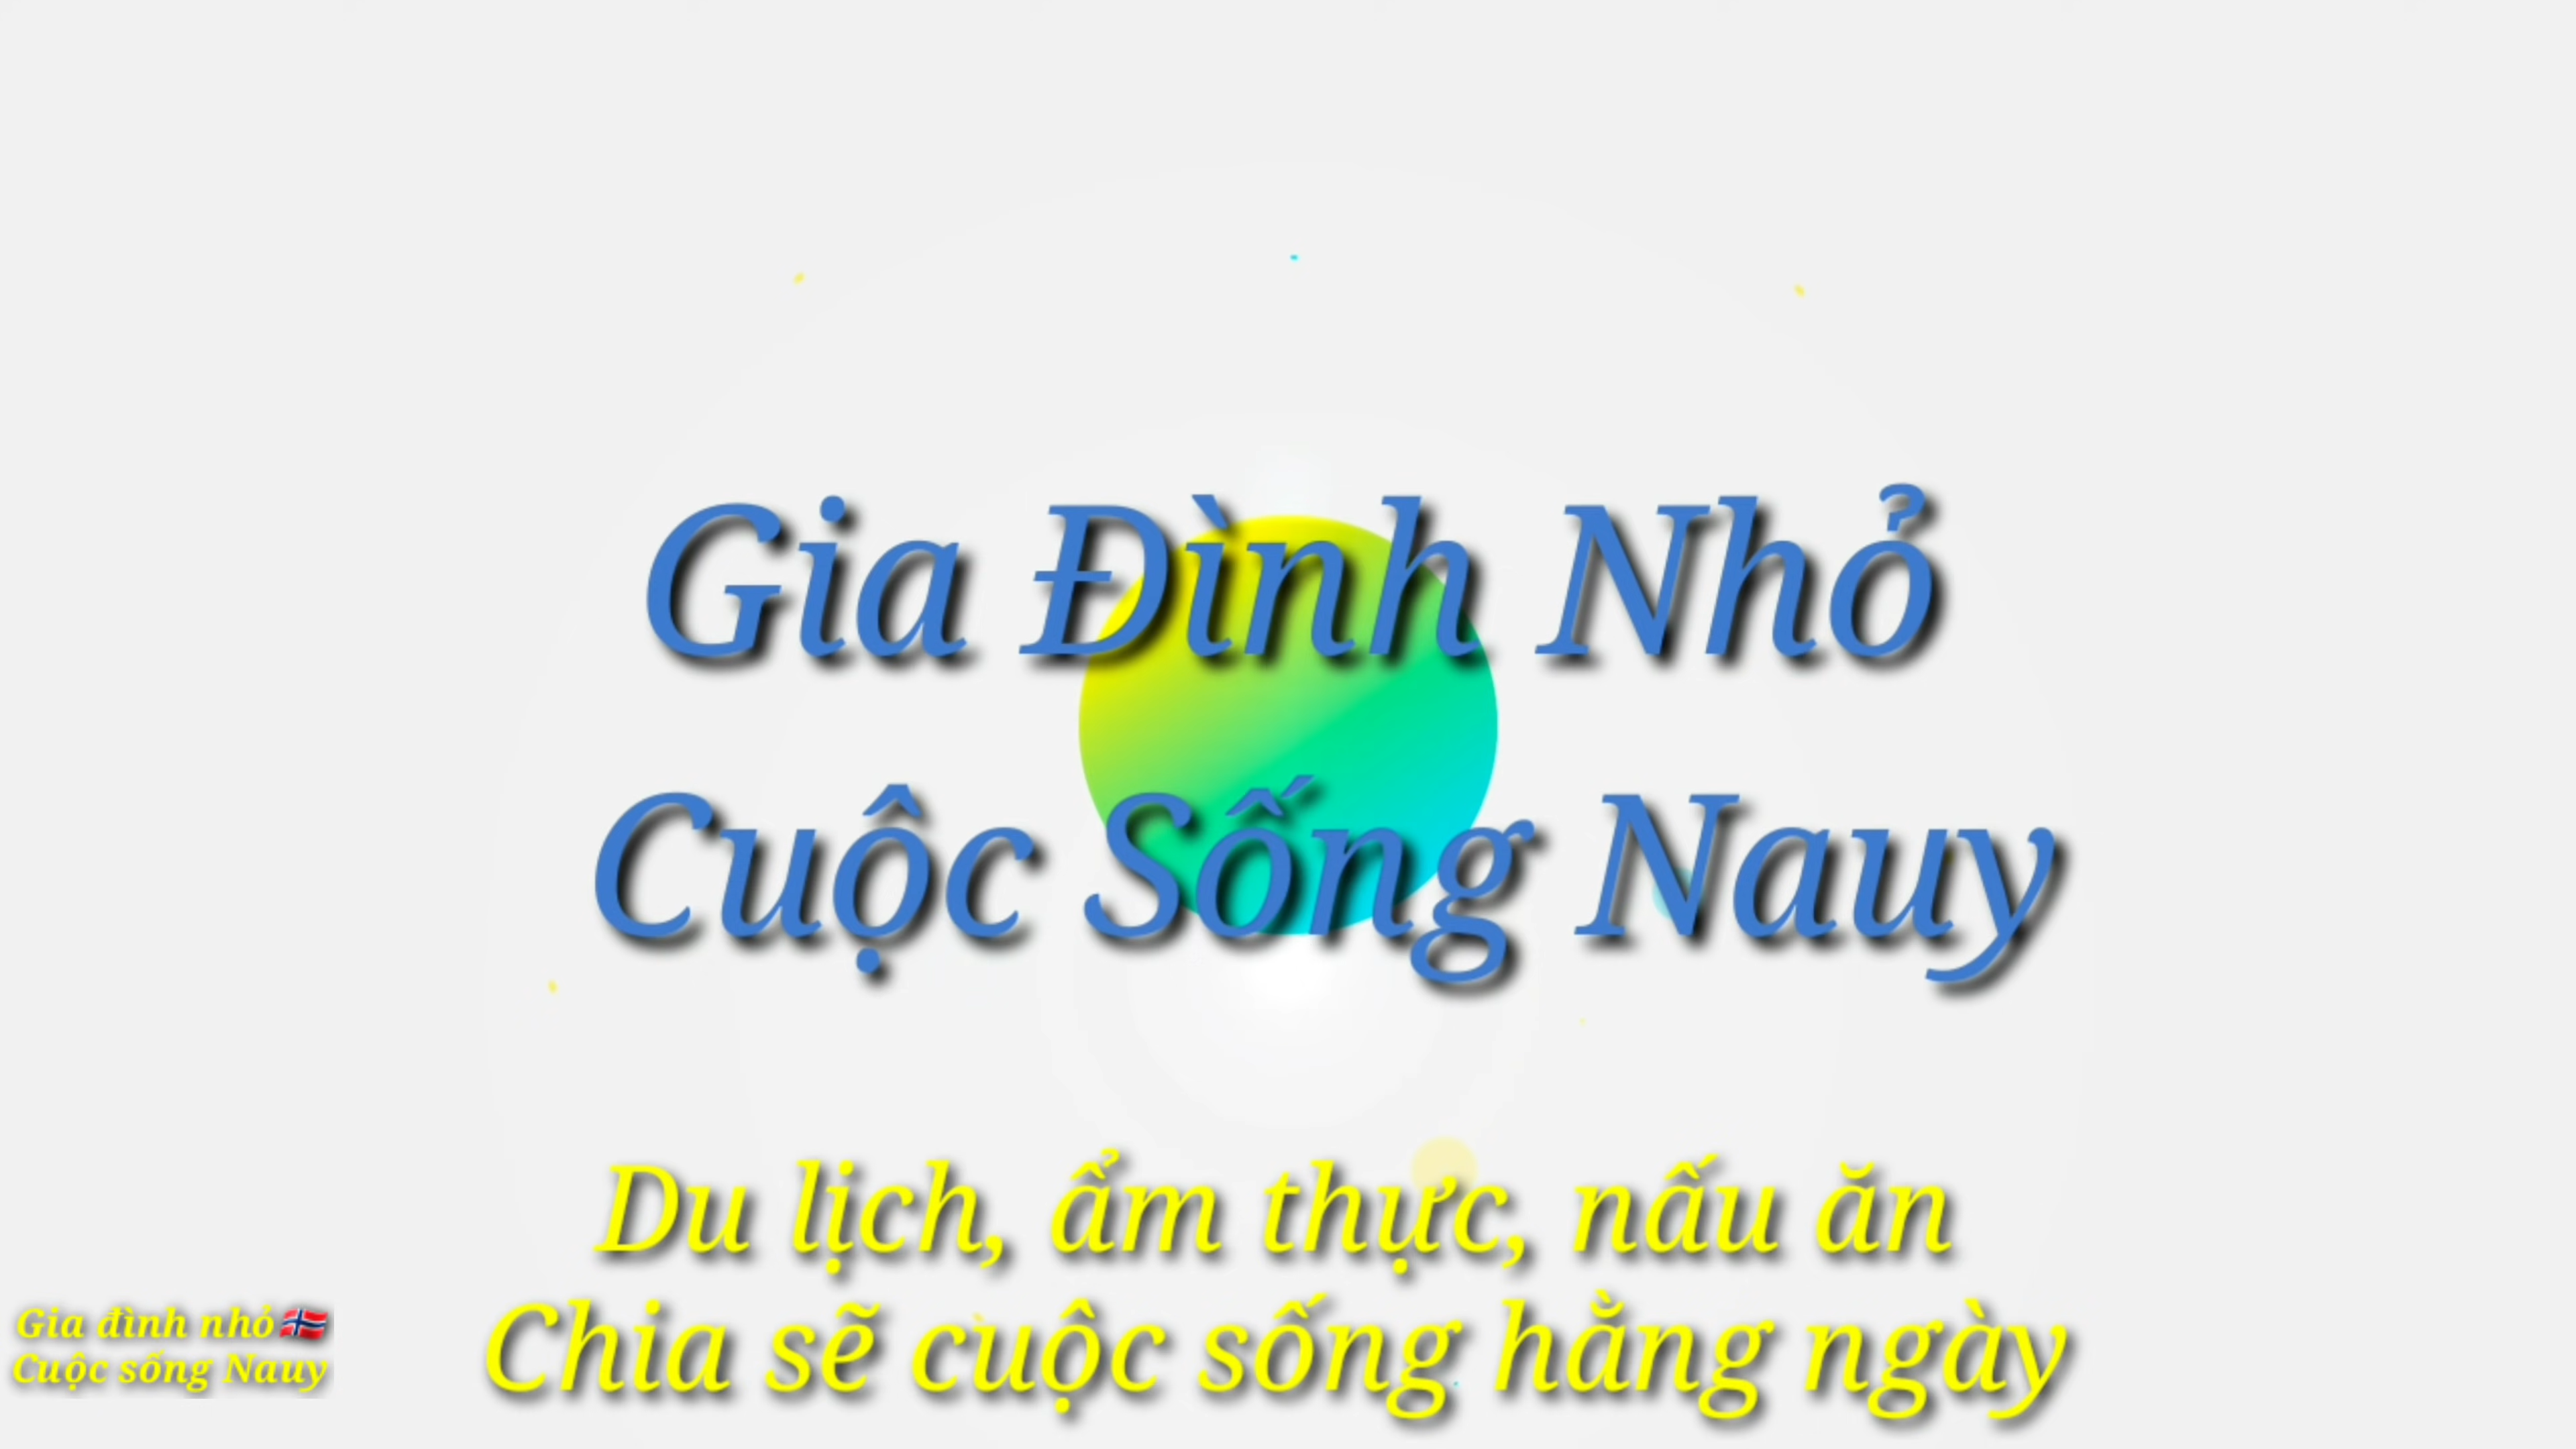 Gia Đình Nhỏ
Cuộc Sống Nauy
Du lịch, ẩm thực, nấu ăn
Chia sẽ cuộc sống hằng ngày
Gia đình nhỏ🇳🇴
Cuộc sống Nauy